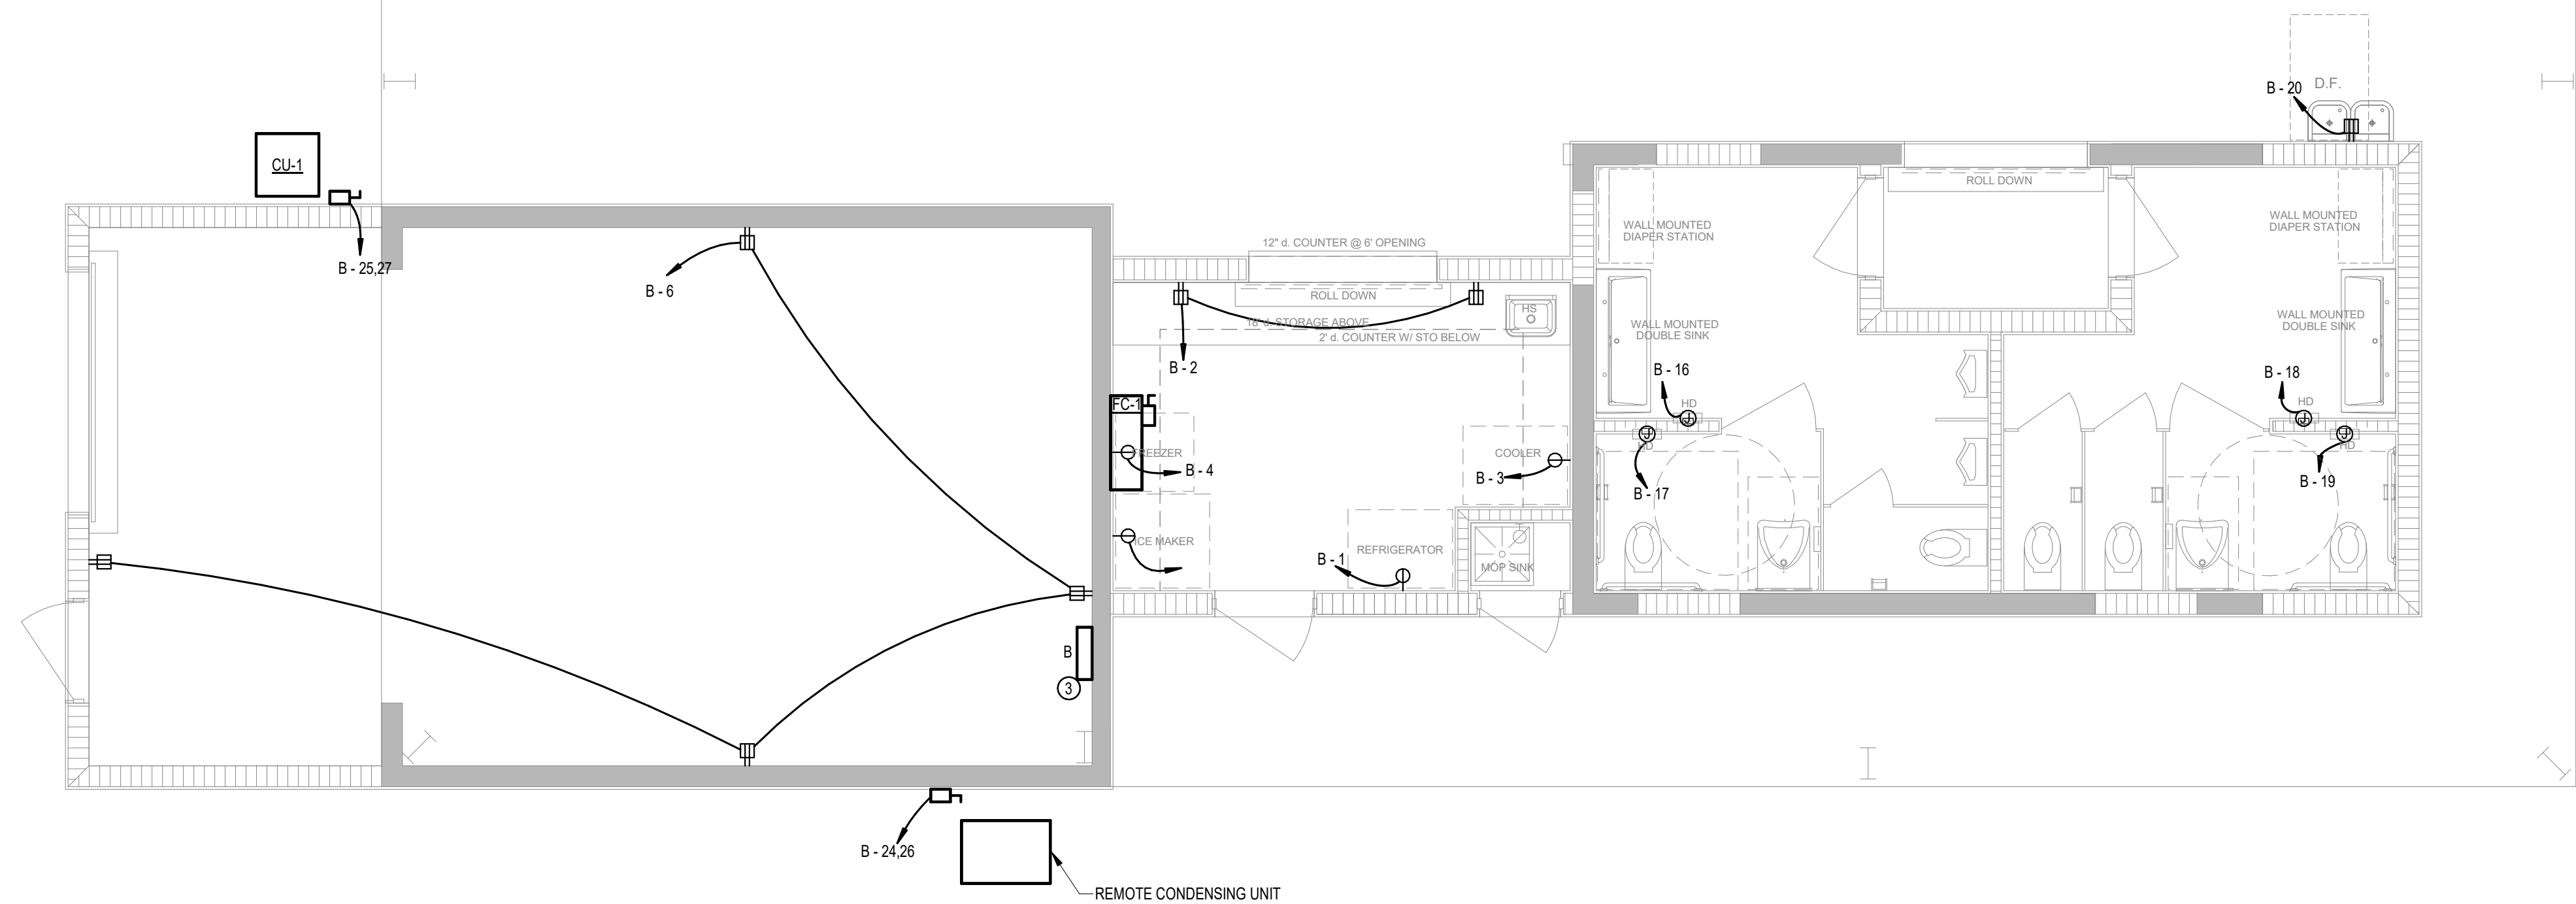 D.F.
B - 20
CU-1
B - 25,27
B - 6
12" d. COUNTER @ 6' OPENING
ROLL DOWN
18" d. STORAGE ABOVE
2' d. COUNTER W/ STO BELOW
HS
B - 2
FC-1
FREEZER
B - 4
COOLER
B - 3
ICE MAKER
REFRIGERATOR
B - 1
MOP SINK
B
3
B - 24,26
REMOTE CONDENSING UNIT
ROLL DOWN
WALL MOUNTED
DIAPER STATION
WALL MOUNTED
DIAPER STATION
WALL MOUNTED
DOUBLE SINK
WALL MOUNTED
DOUBLE SINK
B - 16
HD
J
J
HD
B - 17
B - 18
HD
J
J
HD
B - 19